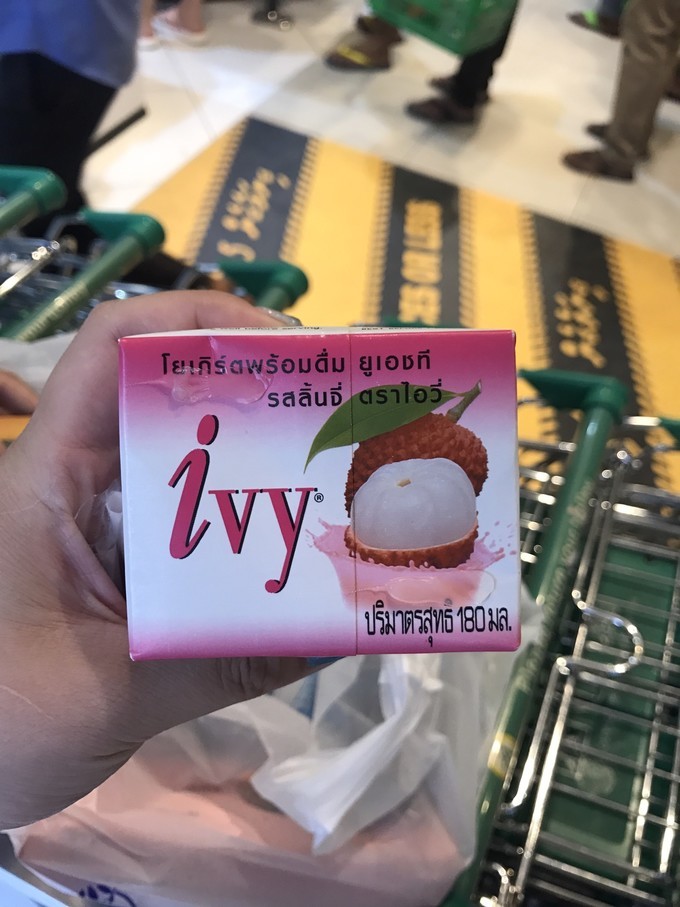 โยเกิร์ตพร้อมดื่ม ยูเอชที
รสลิ้นจี่ ตราไอวี่
ivy®
ปริมาตรสุทธิ 180 มล.
OR LESS